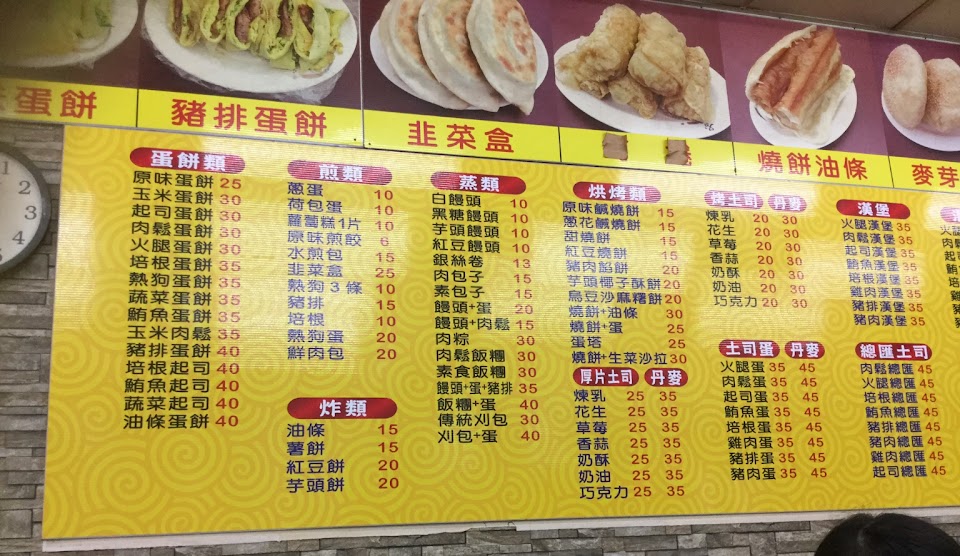 蛋餅
豬排蛋餅
韭菜盒
燒餅油條
麥芽
蛋餅類
原味蛋餅 25
玉米蛋餅 30
起司蛋餅 30
肉鬆蛋餅 30
火腿蛋餅 30
培根蛋餅 35
熱狗蛋餅 35
蔬菜蛋餅 35
鮪魚蛋餅 35
玉米肉鬆 35
豬排蛋餅 40
培根起司 40
鮪魚起司 40
蔬菜起司 40
油條蛋餅 40
煎類
蔥蛋 10
荷包蛋 10
蘿蔔糕1片 10
原味煎餃 6
水煎包 15
韭菜盒 25
熱狗3條 10
豬排 15
培根 10
熱狗蛋 20
鮮肉包 20
炸類
油條 15
薯餅 15
紅豆餅 20
芋頭餅 20
蒸類
白饅頭 10
黑糖饅頭 10
芋頭饅頭 10
紅豆饅頭 10
銀絲卷 13
肉包子 15
素包子 15
饅頭+蛋 20
饅頭+肉鬆 15
肉粽 30
肉鬆飯糰 30
素食飯糰 30
饅頭+蛋+豬排 35
飯糰+蛋 40
傳統刈包 30
刈包+蛋 40
烘烤類
原味鹹燒餅 15
蔥花鹹燒餅 15
甜燒餅 15
紅豆燒餅 15
豬肉餡餅 20
芋頭椰子酥餅 20
烏豆沙麻糬餅 20
燒餅+油條 30
燒餅+蛋 25
蛋塔 25
燒餅+生菜沙拉 30
厚片土司 丹麥
煉乳 25 35
花生 25 35
草莓 25 35
香蒜 25 35
奶酥 25 35
奶油 25 35
巧克力 25 35
烤土司 丹麥
煉乳 20 30
花生 20 30
草莓 20 30
香蒜 20 30
奶酥 20 30
奶油 20 30
巧克力 20 30
土司蛋 丹麥
火腿蛋 35 45
肉鬆蛋 35 45
起司蛋 35 45
鮪魚蛋 35 45
培根蛋 35 45
雞肉蛋 35 45
豬排蛋 35 45
豬肉蛋 35 45
漢堡
火腿漢堡 35
肉鬆漢堡 35
起司漢堡 35
鮪魚漢堡 35
培根漢堡 35
雞肉漢堡 35
豬排漢堡 35
豬肉漢堡 35
總匯土司
肉鬆總匯 45
火腿總匯 45
培根總匯 45
鮪魚總匯 45
豬排總匯 45
豬肉總匯 45
雞肉總匯 45
起司總匯 45